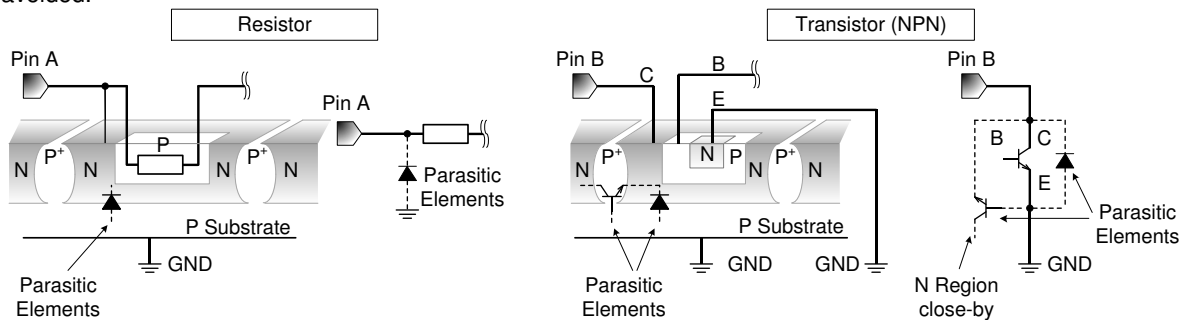 avoided.
Resistor
Transistor (NPN)
Pin A
Pin A
P
N P+ N N P+ N
Parasitic
Elements
P Substrate
GND
Parasitic
Elements
Pin B
C
B
E
N P+ N N P P+ N
P Substrate
GND
GND
Parasitic
Elements
Pin B
B
C
E
Parasitic
Elements
GND
N Region
close-by